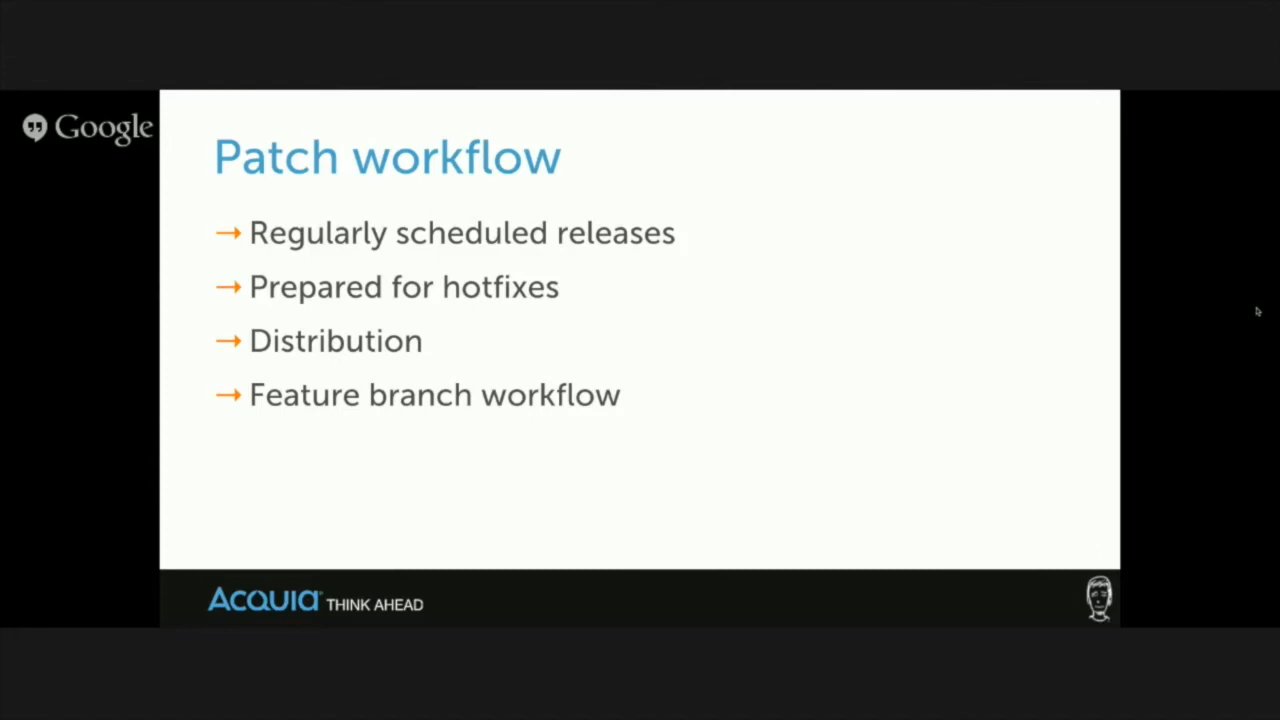 Google
Patch workflow
→ Regularly scheduled releases
→ Prepared for hotfixes
→ Distribution
→ Feature branch workflow
Acquia THINK AHEAD